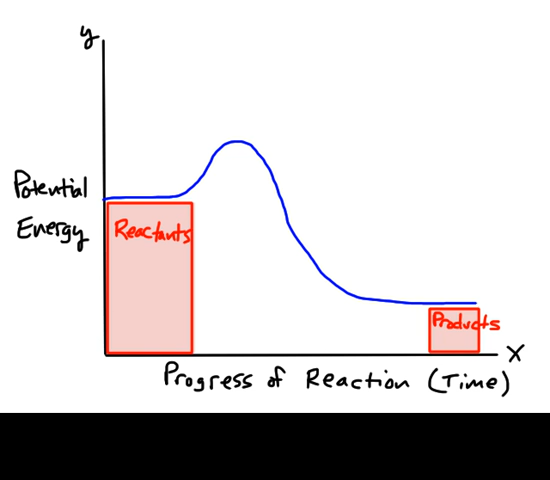 y
Potential
Energy
Reactants
Products
X
Progress of Reaction (Time)